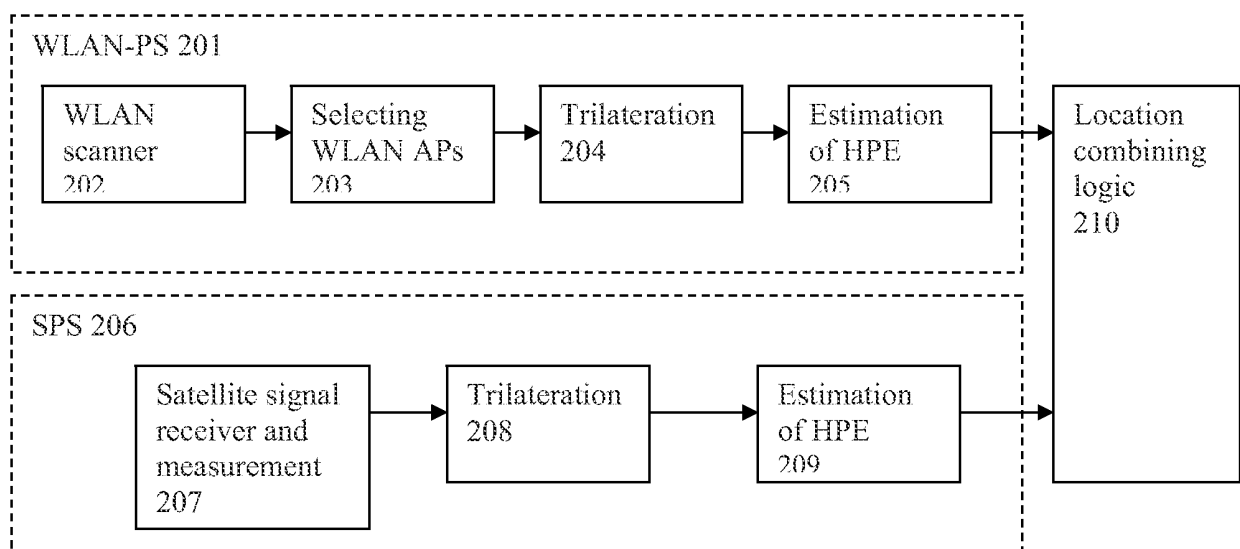 WLAN-PS 201
WLAN
scanner
202
Selecting
WLAN APs
203
Trilateration
204
Estimation
of HPE
205
Location
combining
logic
210
SPS 206
Satellite signal
receiver and
measurement
207
Trilateration
208
Estimation
of HPE
209